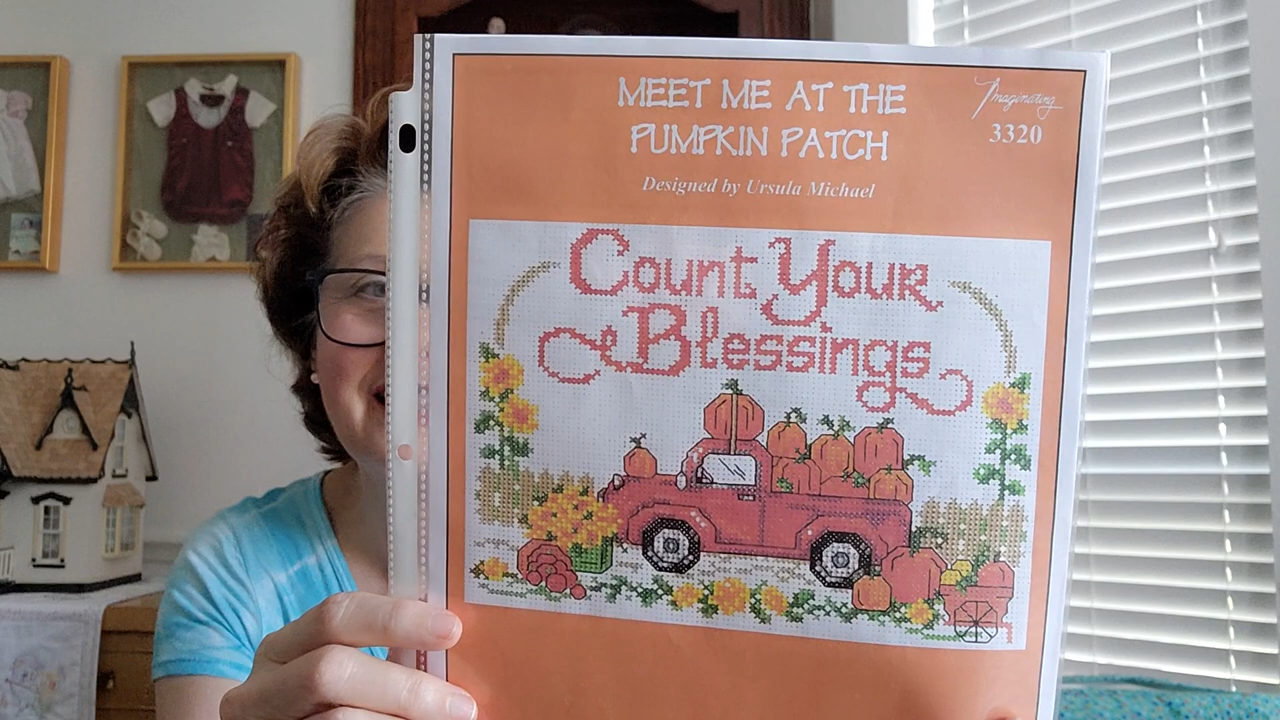 MEET ME AT THE
PUMPKIN PATCH
Imaginating
3320
Designed by Ursula Michael
Count Your
Blessings